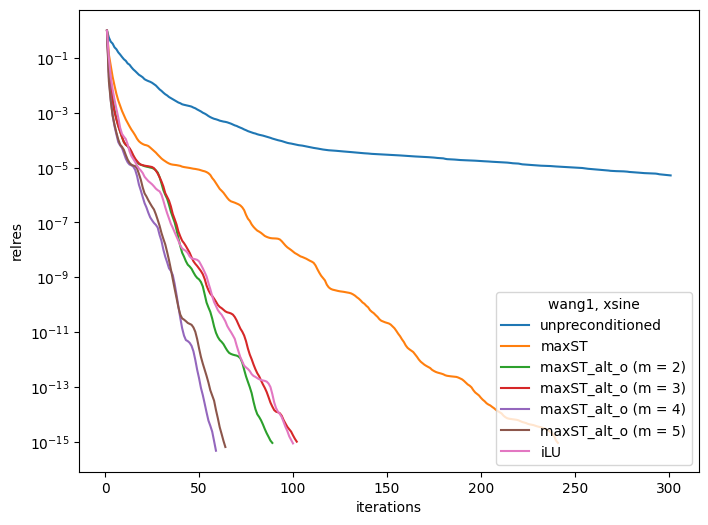 relres
10⁻¹
10⁻³
10⁻⁵
10⁻⁷
10⁻⁹
10⁻¹¹
10⁻¹³
10⁻¹⁵
wang1, xsine
unpreconditioned
maxST
maxST_alt_o (m = 2)
maxST_alt_o (m = 3)
maxST_alt_o (m = 4)
maxST_alt_o (m = 5)
iLU
0 50 100 150 200 250 300
iterations